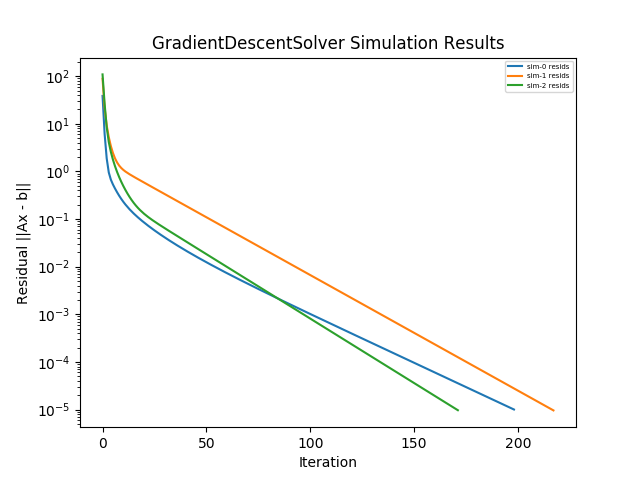 GradientDescentSolver Simulation Results
sim-0 resids
sim-1 resids
sim-2 resids
Residual ||Ax - b||
10²
10¹
10⁰
10⁻¹
10⁻²
10⁻³
10⁻⁴
10⁻⁵
0 50 100 150 200
Iteration